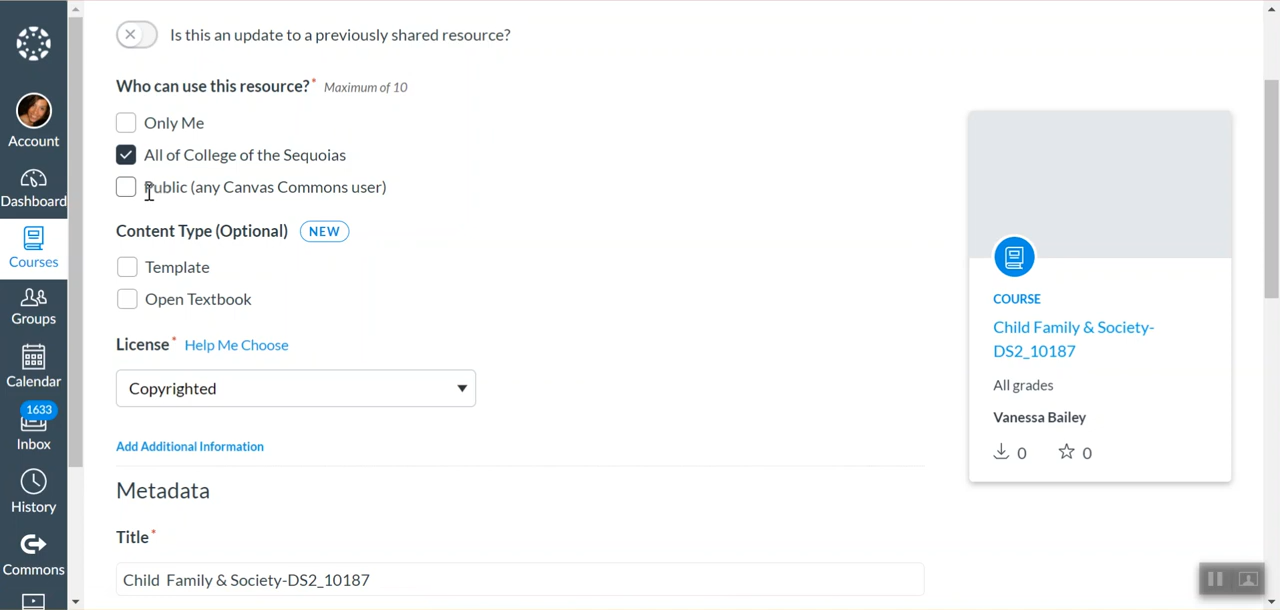 Is this an update to a previously shared resource?
Who can use this resource?* Maximum of 10
Only Me
All of College of the Sequoias
Public (any Canvas Commons user)
Content Type (Optional) NEW
Template
Open Textbook
License* Help Me Choose
Copyrighted
Add Additional Information
Metadata
Title*
Child Family & Society-DS2_10187
Account
Dashboard
Courses
Groups
Calendar
1633
Inbox
History
Commons
COURSE
Child Family & Society-
DS2_10187
All grades
Vanessa Bailey
0 0